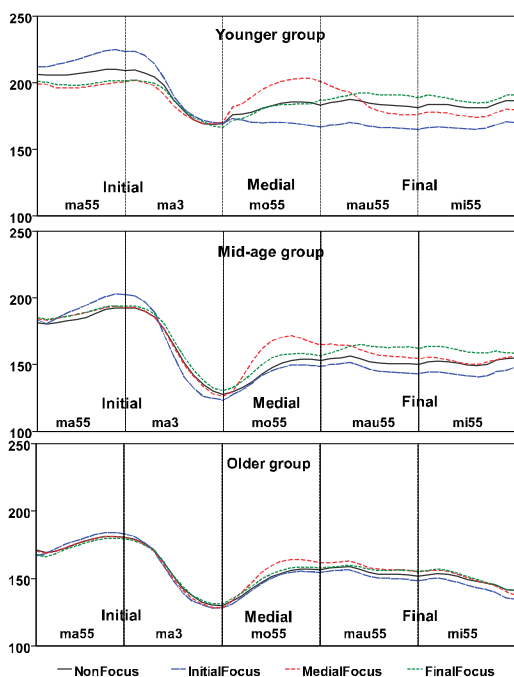 250
Younger group
200
150
Initial Medial Final
ma55 ma3 mo55 mau55 mi55
100
250
Mid-age group
200
150
Initial Medial Final
ma55 ma3 mo55 mau55 mi55
100
250
Older group
200
150
Initial Medial Final
ma55 ma3 mo55 mau55 mi55
100
NonFocus InitialFocus MedialFocus FinalFocus